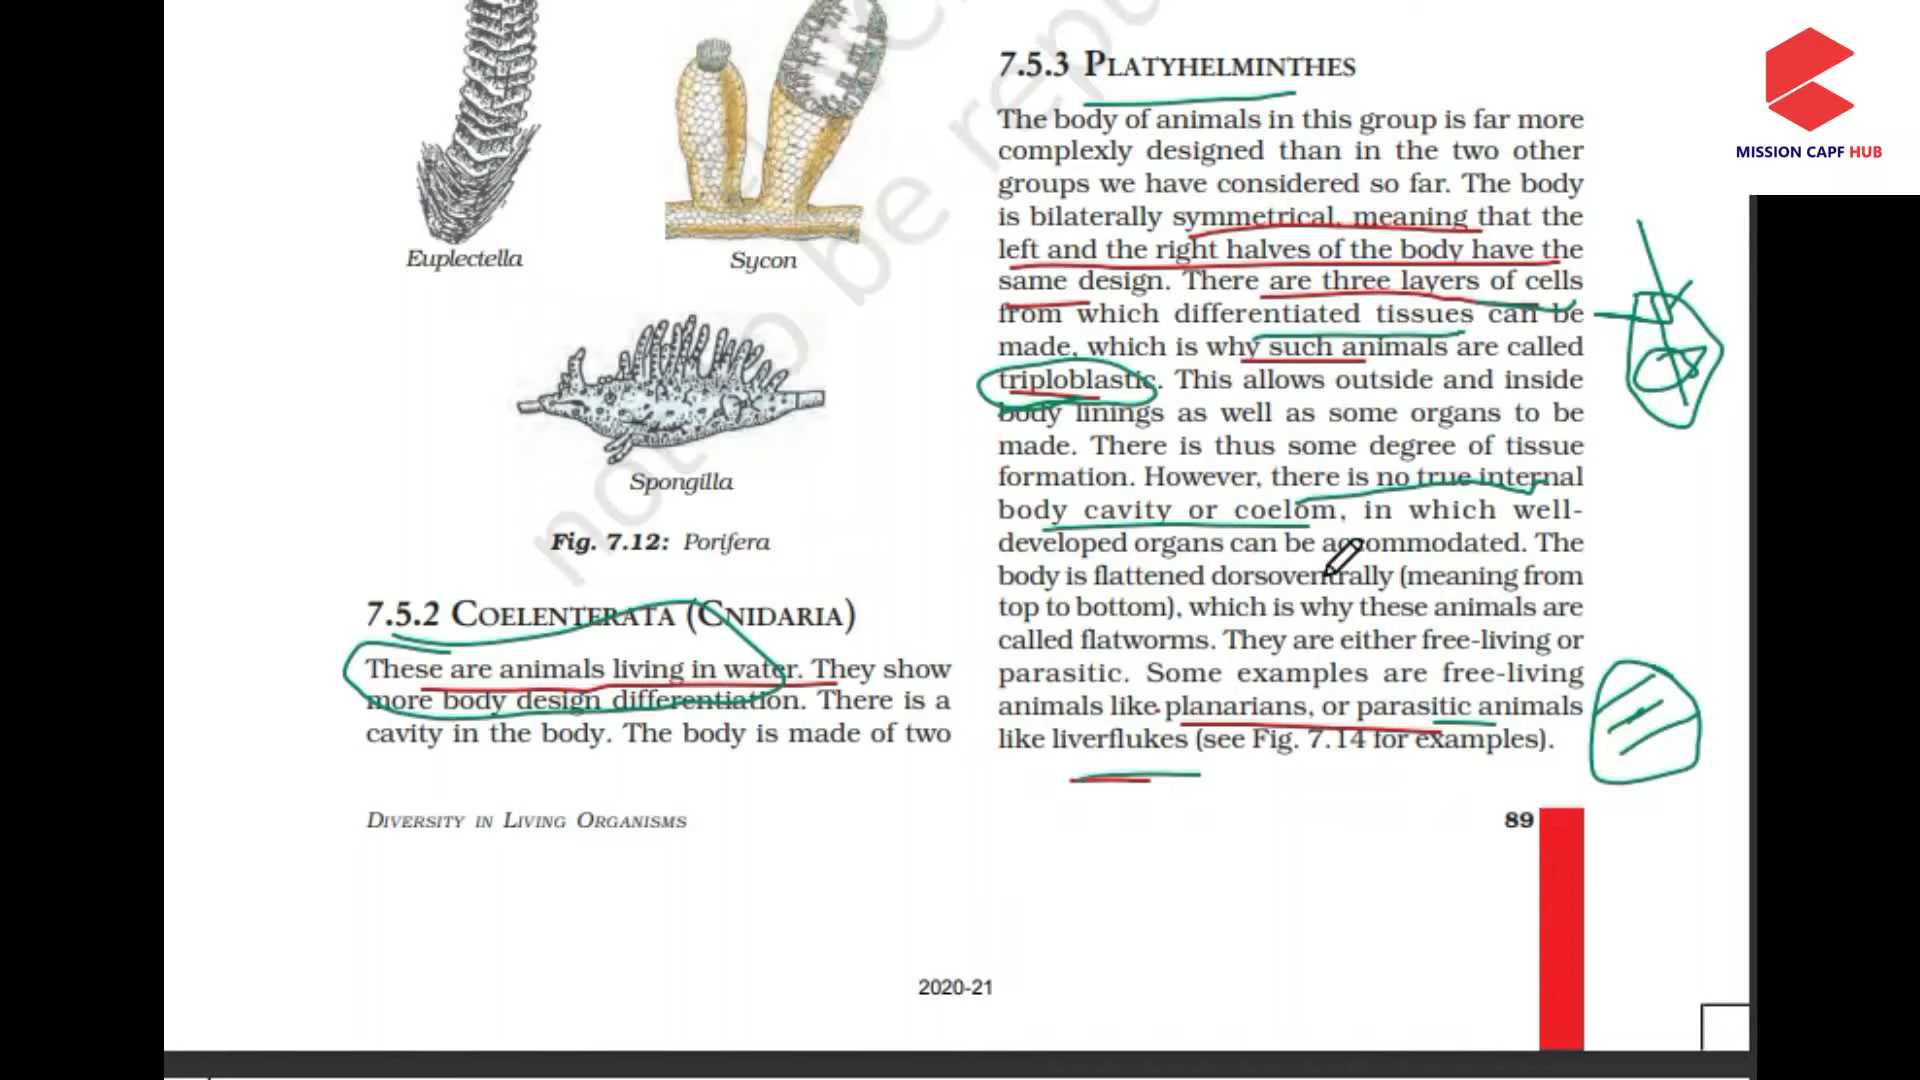 Euplectella
Sycon
Spongilla
Fig. 7.12: Porifera
7.5.2 COELENTERATA (CNIDARIA)
These are animals living in water. They show
more body design differentiation. There is a
cavity in the body. The body is made of two
7.5.3 PLATYHELMINTHES
The body of animals in this group is far more
complexly designed than in the two other
groups we have considered so far. The body
is bilaterally symmetrical, meaning that the
left and the right halves of the body have the
same design. There are three layers of cells
from which differentiated tissues can be
made, which is why such animals are called
triploblastic. This allows outside and inside
body linings as well as some organs to be
made. There is thus some degree of tissue
formation. However, there is no true internal
body cavity or coelom, in which well-
developed organs can be accommodated. The
body is flattened dorsoventrally (meaning from
top to bottom), which is why these animals are
called flatworms. They are either free-living or
parasitic. Some examples are free-living
animals like planarians, or parasitic animals
like liverflukes (see Fig. 7.14 for examples).
DIVERSITY IN LIVING ORGANISMS
89
2020-21
MISSION CAPF HUB
not to be repu